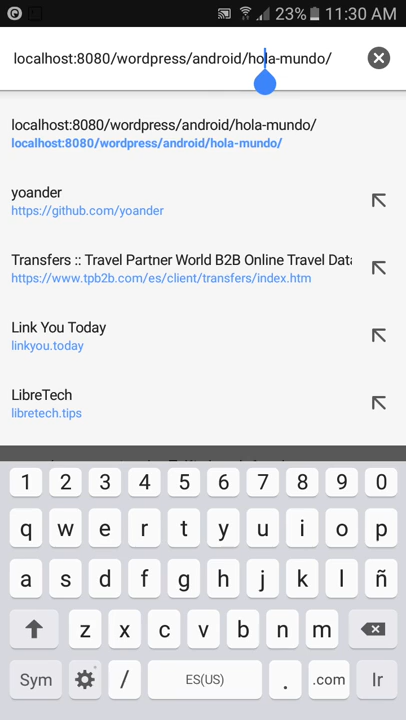 23% 11:30 AM
localhost:8080/wordpress/android/hola-mundo/
localhost:8080/wordpress/android/hola-mundo/
localhost:8080/wordpress/android/hola-mundo/
yoander
https://github.com/yoander
Transfers :: Travel Partner World B2B Online Travel Data
https://www.tpb2b.com/es/client/transfers/index.htm
Link You Today
linkyou.today
LibreTech
libretech.tips
1 2 3 4 5 6 7 8 9 0
q w e r t y u i o p
a s d f g h j k l ñ
z x c v b n m
Sym / ES(US) . .com Ir